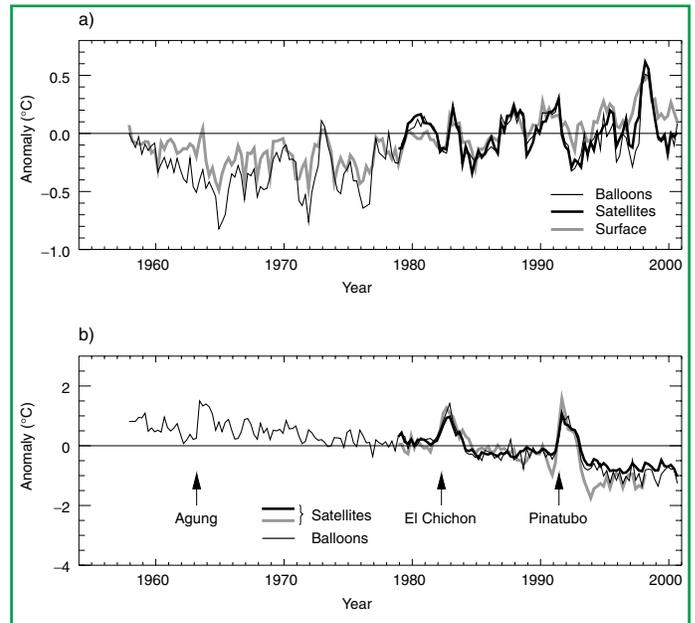 a)
Anomaly (°C)
0.5
0.0
−0.5
−1.0
Balloons
Satellites
Surface
1960 1970 1980 1990 2000
Year
b)
Anomaly (°C)
2
0
−2
−4
Agung
El Chichon
Pinatubo
} Satellites
Balloons
1960 1970 1980 1990 2000
Year